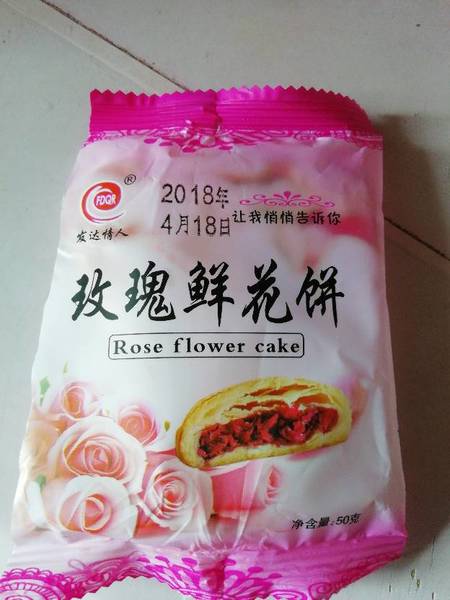 FDQR ®
发达情人
2018年
4月18日
让我悄悄告诉你
玫瑰鲜花饼
Rose flower cake
净含量:50克